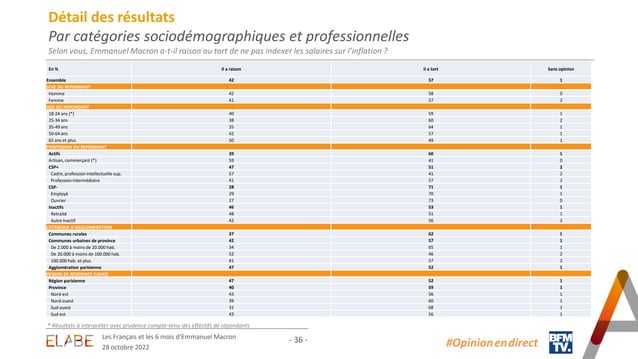 Détail des résultats
Par catégories sociodémographiques et professionnelles
Selon vous, Emmanuel Macron a-t-il raison ou tort de ne pas indexer les salaires sur l'inflation ?
En % Il a raison Il a tort Sans opinion
Ensemble 42 57 1
SEXE DU REPONDANT
Homme 42 58 0
Femme 41 57 2
AGE DU REPONDANT
18-24 ans (*) 40 59 1
25-34 ans 38 60 2
35-49 ans 35 64 1
50-64 ans 42 57 1
65 ans et plus 50 49 1
PROFESSION DU REPONDANT
Actifs 39 60 1
Artisan, commerçant (*) 59 41 0
CSP+ 47 51 2
Cadre, profession intellectuelle sup. 57 41 2
Profession intermédiaire 41 57 2
CSP- 28 71 1
Employé 29 70 1
Ouvrier 27 73 0
Inactifs 46 53 1
Retraité 48 51 1
Autre inactif 42 56 2
CATEGORIE D'AGGLOMERATION
Communes rurales 37 62 1
Communes urbaines de province 42 57 1
De 2.000 à moins de 20.000 hab. 34 65 1
De 20.000 à moins de 100.000 hab. 52 46 2
100.000 hab. et plus 41 57 2
Agglomération parisienne 47 52 1
REGION DE RESIDENCE (UDA5)
Région parisienne 47 52 1
Province 40 59 1
Nord-est 43 56 1
Nord-ouest 39 60 1
Sud-ouest 31 68 1
Sud-est 43 56 1
* Résultats à interpréter avec prudence compte-tenu des effectifs de répondants
ELABE
Les Français et les 6 mois d'Emmanuel Macron
28 octobre 2022
- 36 -
#Opinion en direct
BFM
TV.